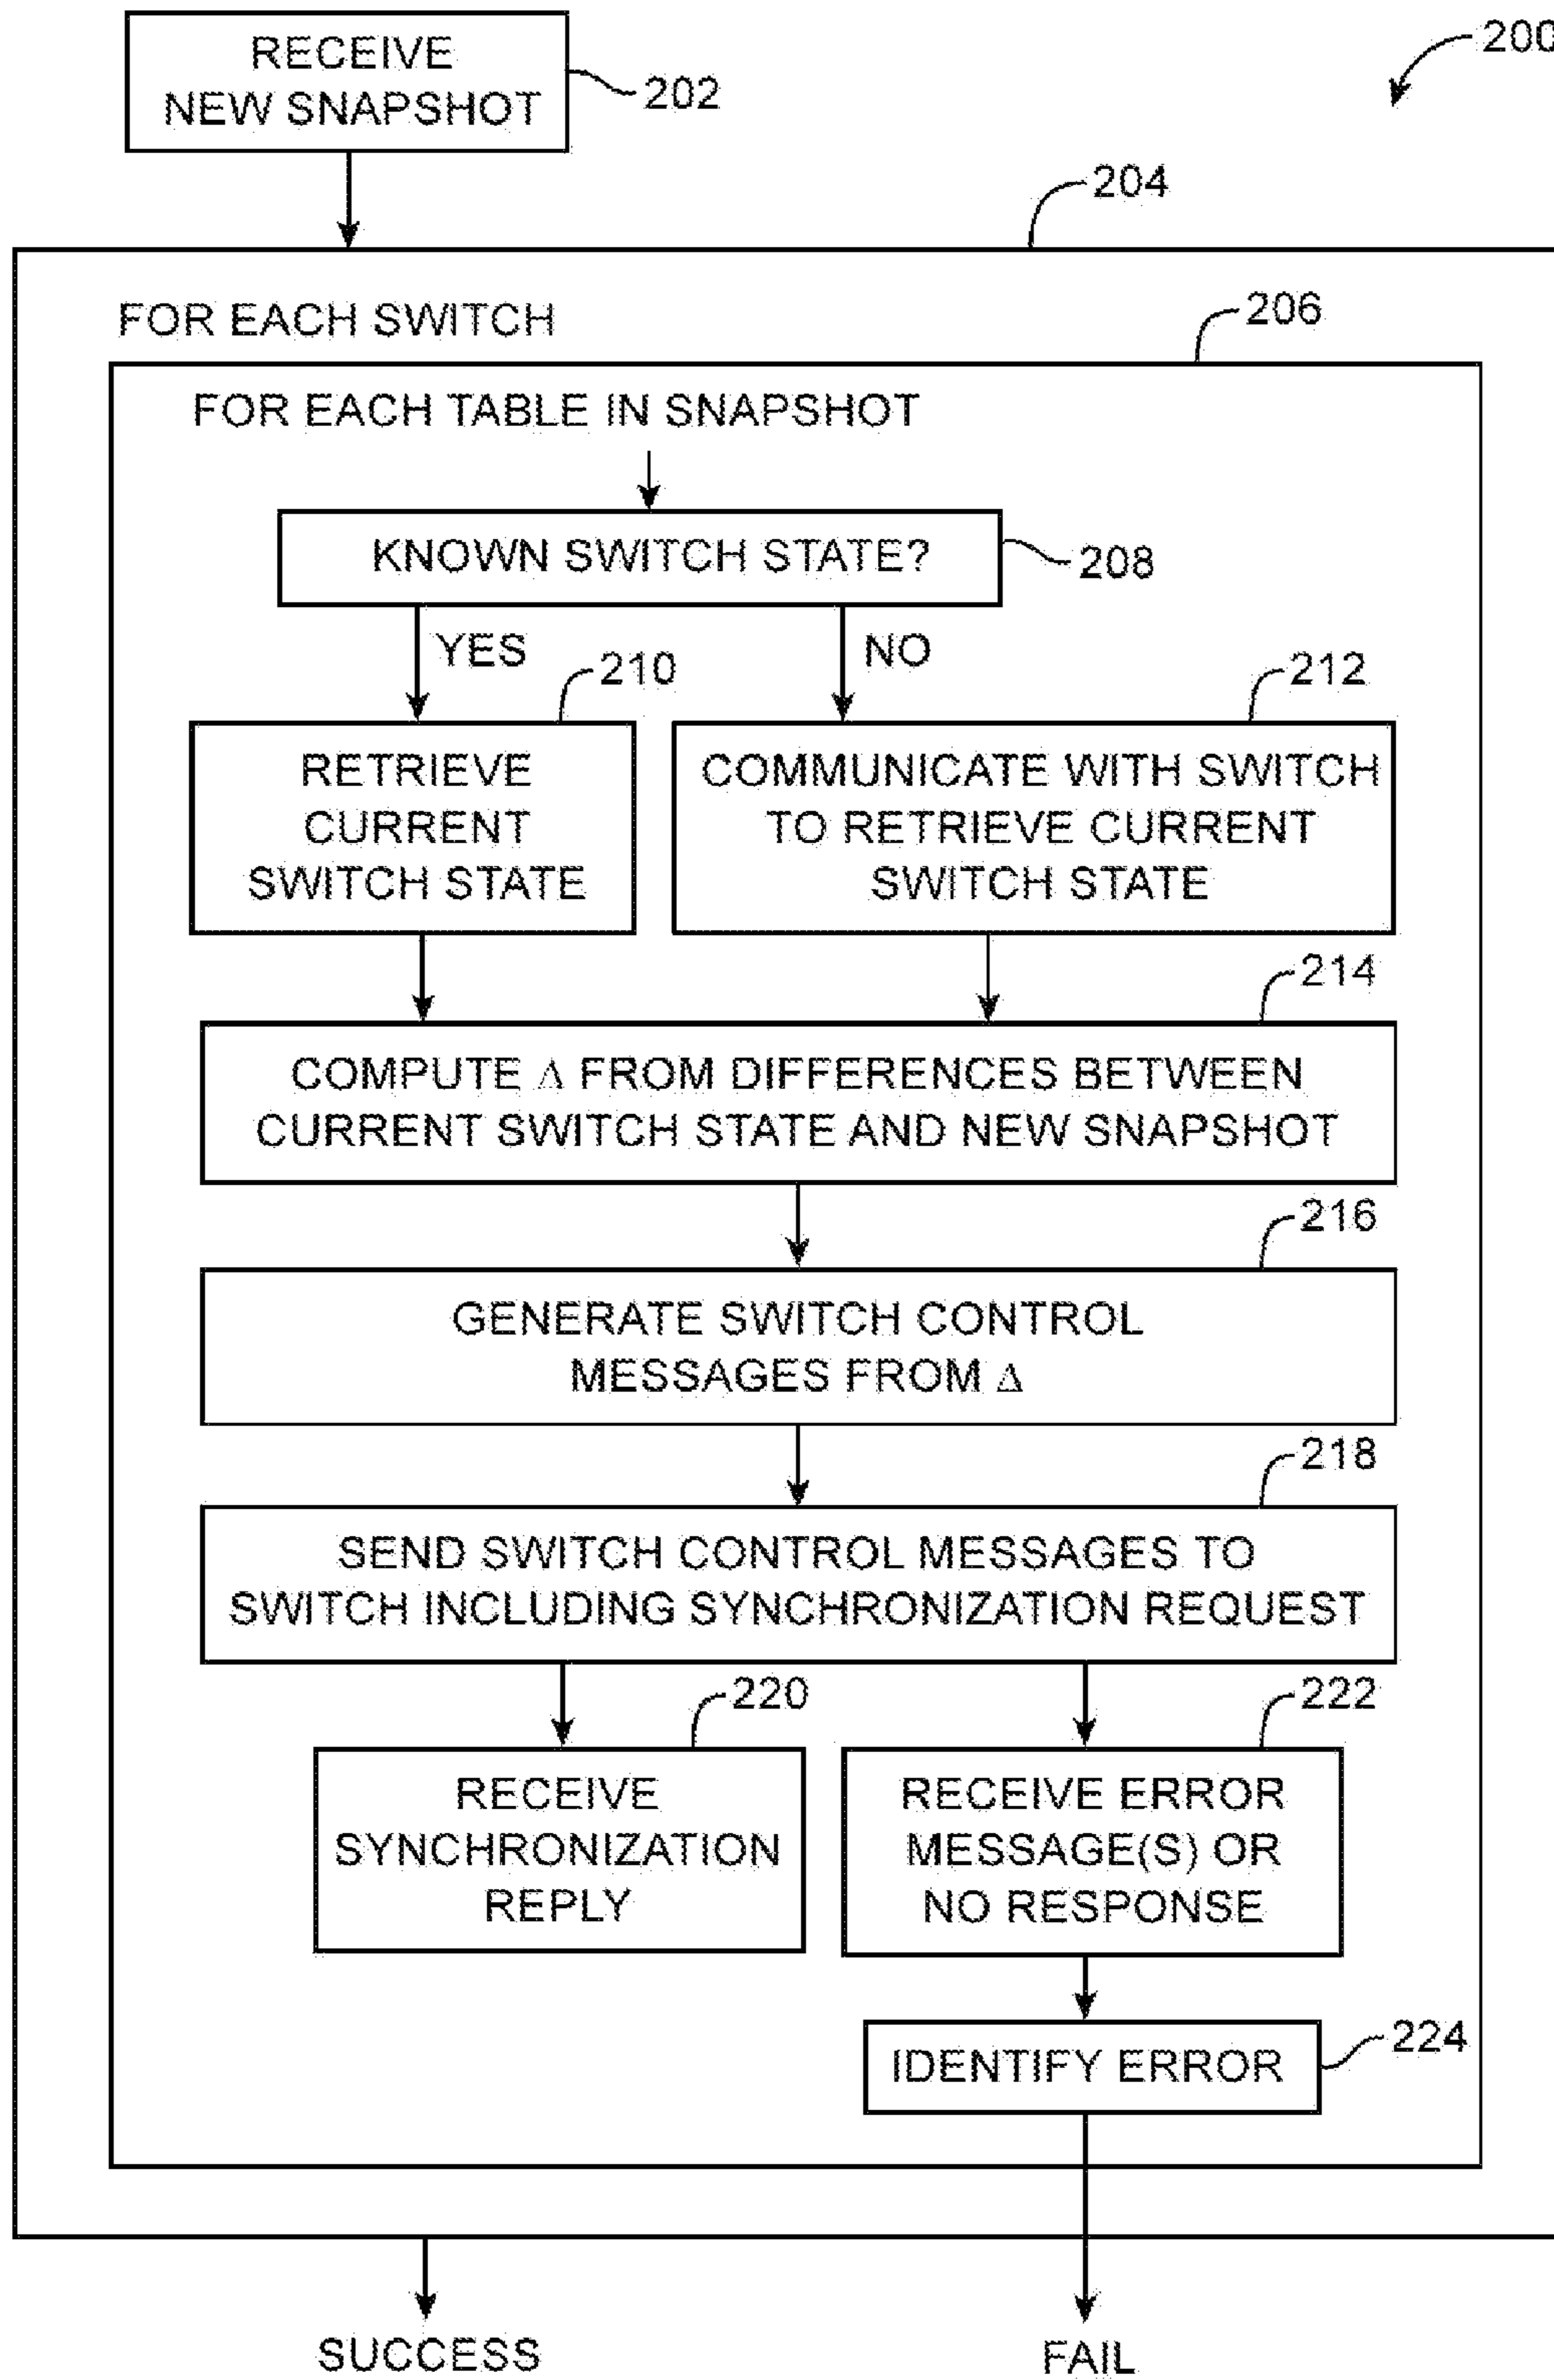 RECEIVE
NEW SNAPSHOT
202
200
204
FOR EACH SWITCH
206
FOR EACH TABLE IN SNAPSHOT
KNOWN SWITCH STATE?
208
YES
NO
210
212
RETRIEVE
CURRENT
SWITCH STATE
COMMUNICATE WITH SWITCH
TO RETRIEVE CURRENT
SWITCH STATE
214
COMPUTE Δ FROM DIFFERENCES BETWEEN
CURRENT SWITCH STATE AND NEW SNAPSHOT
216
GENERATE SWITCH CONTROL
MESSAGES FROM Δ
218
SEND SWITCH CONTROL MESSAGES TO
SWITCH INCLUDING SYNCHRONIZATION REQUEST
220
222
RECEIVE
SYNCHRONIZATION
REPLY
RECEIVE ERROR
MESSAGE(S) OR
NO RESPONSE
IDENTIFY ERROR
224
SUCCESS
FAIL